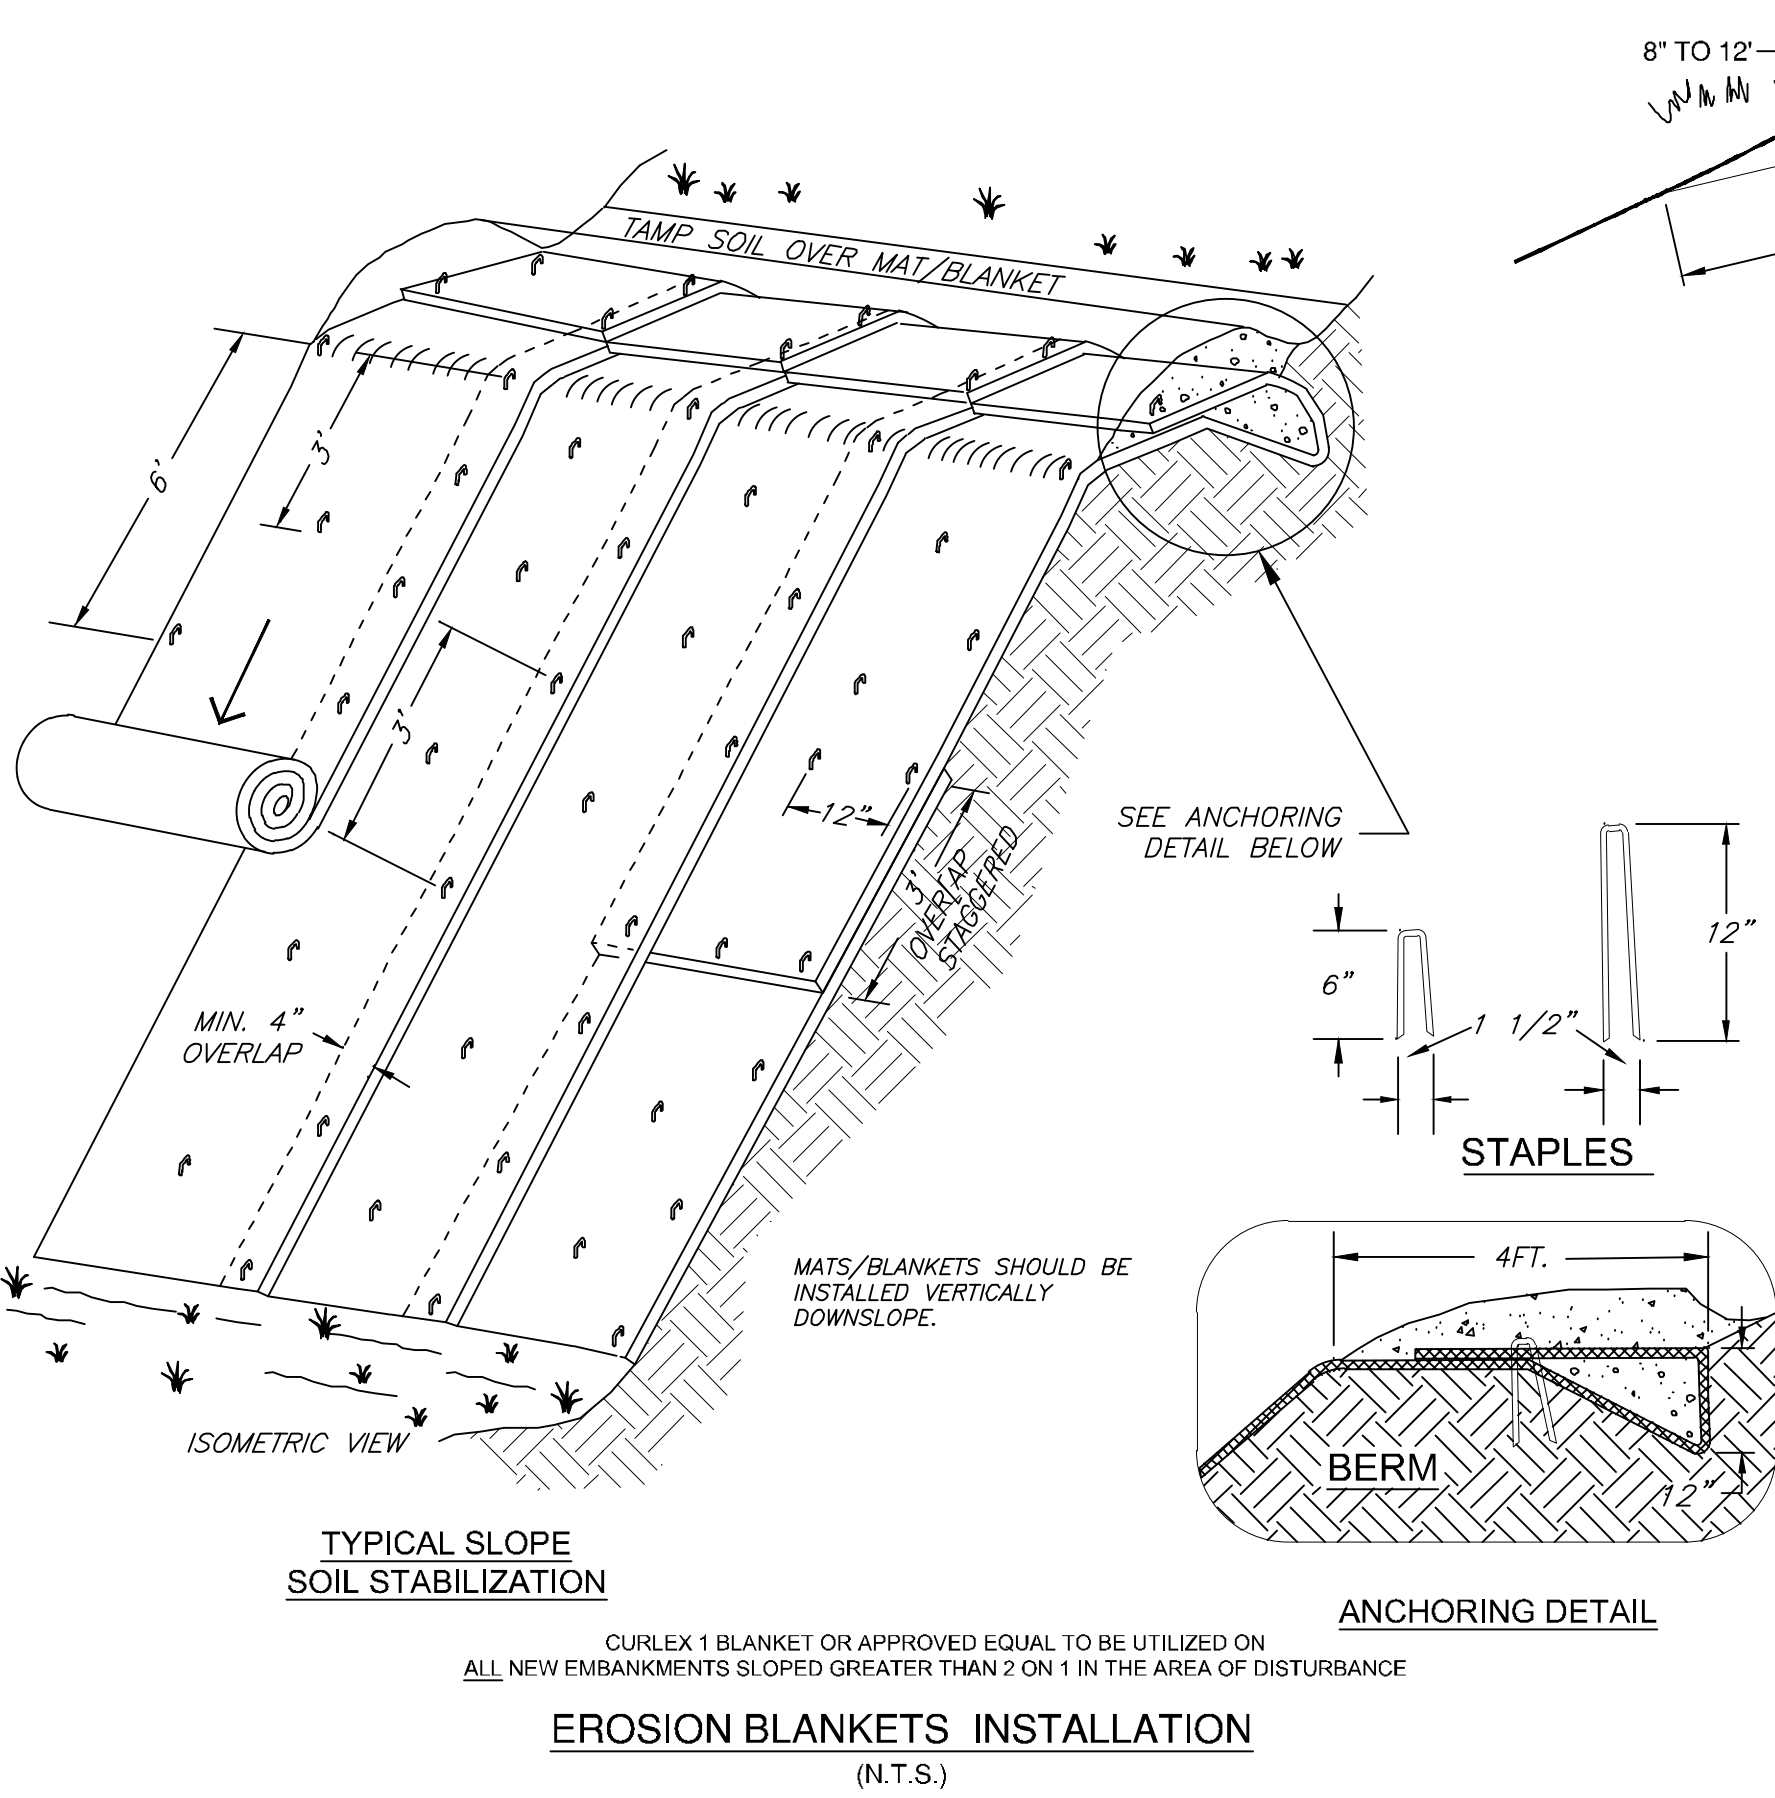 8" TO 12'
TAMP SOIL OVER MAT/BLANKET
6'
3'
3'
12"
3'
OVERLAP
STAGGERED
SEE ANCHORING
DETAIL BELOW
MIN. 4"
OVERLAP
6"
12"
1 1/2"
STAPLES
MATS/BLANKETS SHOULD BE
INSTALLED VERTICALLY
DOWNSLOPE.
4FT.
BERM
12"
ISOMETRIC VIEW
TYPICAL SLOPE
SOIL STABILIZATION
ANCHORING DETAIL
CURLEX 1 BLANKET OR APPROVED EQUAL TO BE UTILIZED ON
ALL NEW EMBANKMENTS SLOPED GREATER THAN 2 ON 1 IN THE AREA OF DISTURBANCE
EROSION BLANKETS INSTALLATION
(N.T.S.)